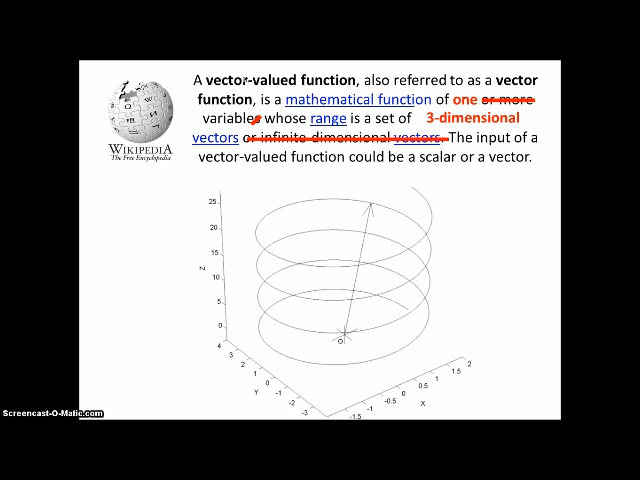 A vector-valued function, also referred to as a vector
function, is a mathematical function of one or more
variables whose range is a set of 3-dimensional
vectors or infinite-dimensional vectors. The input of a
vector-valued function could be a scalar or a vector.
WIKIPEDIA
The Free Encyclopedia
25
20
15
10
5
0
Z
4
3
2
1
0
-1
-2
-3
Y
O
-1.5
-1
-0.5
0
0.5
1
1.5
2
X
Screencast-O-Matic.com